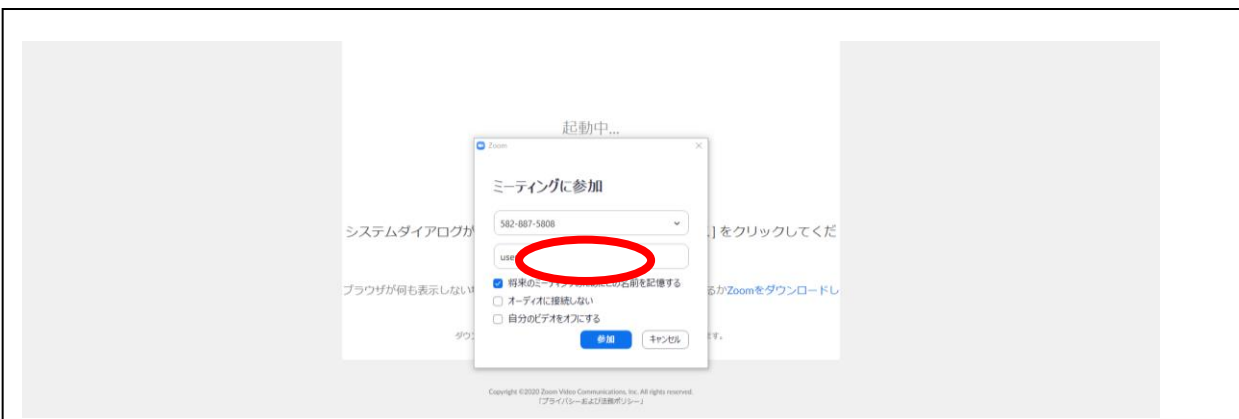 起動中...
Zoom
ミーティングに参加
582-887-5808
システムダイアログが
] をクリックしてくだ
use
将来のミーティング
の名前を記憶する
ブラウザが何も表示しない
るかZoomをダウンロードし
オーディオに接続しない
自分のビデオをオフにする
ダウ
参加
キャンセル
ます。
Copyright ©2020 Zoom Video Communications, Inc. All rights reserved.
「プライバシーおよび法務ポリシー」